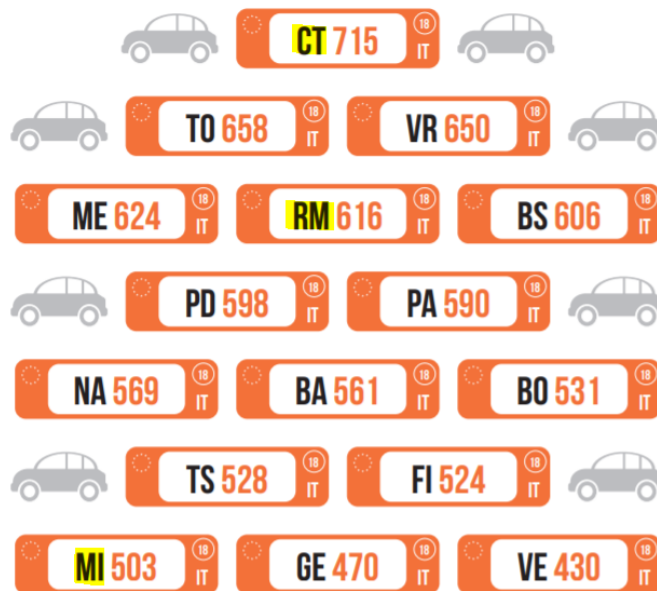 CT 715 18 IT
TO 658 18 IT VR 650 18 IT
ME 624 18 IT RM 616 18 IT BS 606 18 IT
PD 598 18 IT PA 590 18 IT
NA 569 18 IT BA 561 18 IT BO 531 18 IT
TS 528 18 IT FI 524 18 IT
MI 503 18 IT GE 470 18 IT VE 430 18 IT